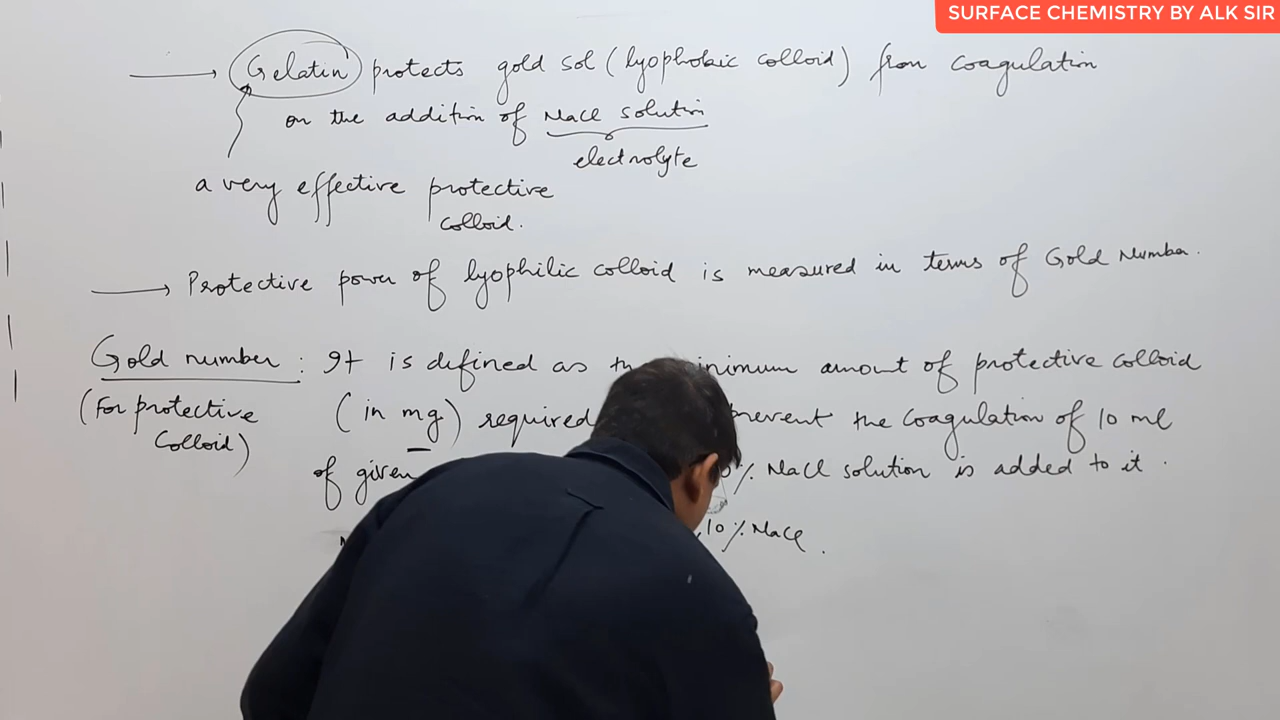 SURFACE CHEMISTRY BY ALK SIR
Gelatin protects gold sol (lyophobic colloid) from coagulation
on the addition of NaCl solution
electrolyte
a very effective protective
colloid.
Protective power of lyophilic colloid is measured in terms of Gold Number.
Gold number : It is defined as inimum amount of protective colloid
(For protective
colloid)
(in mg) required revent the coagulation of 10 ml
of given % NaCl solution is added to it .
10% NaCl .